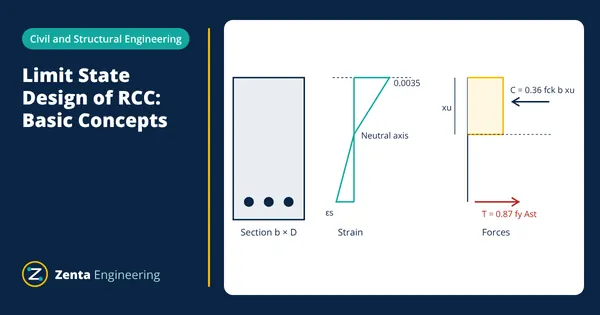 Civil and Structural Engineering
Limit State
Design of RCC:
Basic Concepts
Zenta Engineering
0.0035
Neutral axis
εs
Section b × D
Strain
xu
C = 0.36 fck b xu
T = 0.87 fy Ast
Forces